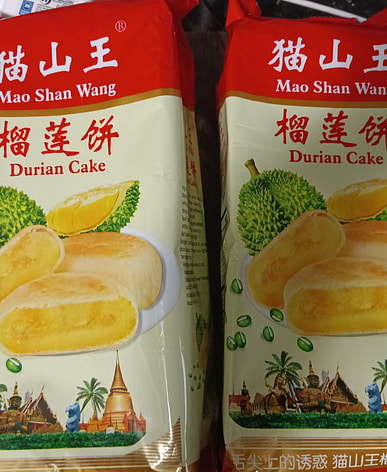 猫山王®
Mao Shan Wang
榴莲饼
Durian Cake
猫山王
Mao Shan Wang
榴莲饼
Durian Cake
舌尖上的诱惑 猫山王榴